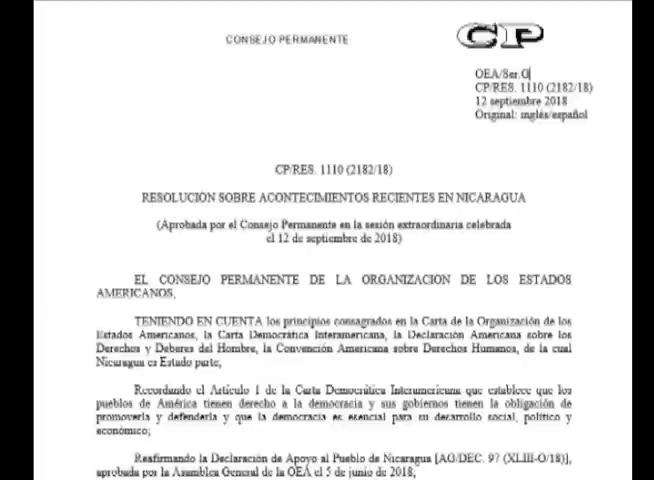 CONSEJO PERMANENTE
CP
OEA/Ser.G
CP/RES. 1110 (2182/18)
12 septiembre 2018
Original: inglés/español
CP/RES. 1110 (2182/18)
RESOLUCIÓN SOBRE ACONTECIMIENTOS RECIENTES EN NICARAGUA
(Aprobada por el Consejo Permanente en la sesión extraordinaria celebrada
el 12 de septiembre de 2018)
EL CONSEJO PERMANENTE DE LA ORGANIZACIÓN DE LOS ESTADOS
AMERICANOS,
TENIENDO EN CUENTA los principios consagrados en la Carta de la Organización de los
Estados Americanos, la Carta Democrática Interamericana, la Declaración Americana sobre los
Derechos y Deberes del Hombre, la Convención Americana sobre Derechos Humanos, de la cual
Nicaragua es Estado parte,
Recordando el Artículo 1 de la Carta Democrática Interamericana que establece que los
pueblos de América tienen derecho a la democracia y sus gobiernos tienen la obligación de
promoverla y defenderla y que la democracia es esencial para su desarrollo social, político y
económico;
Reafirmando la Declaración de Apoyo al Pueblo de Nicaragua [AG/DEC. 97 (XLIII-O/18)],
aprobada por la Asamblea General de la OEA el 5 de junio de 2018;